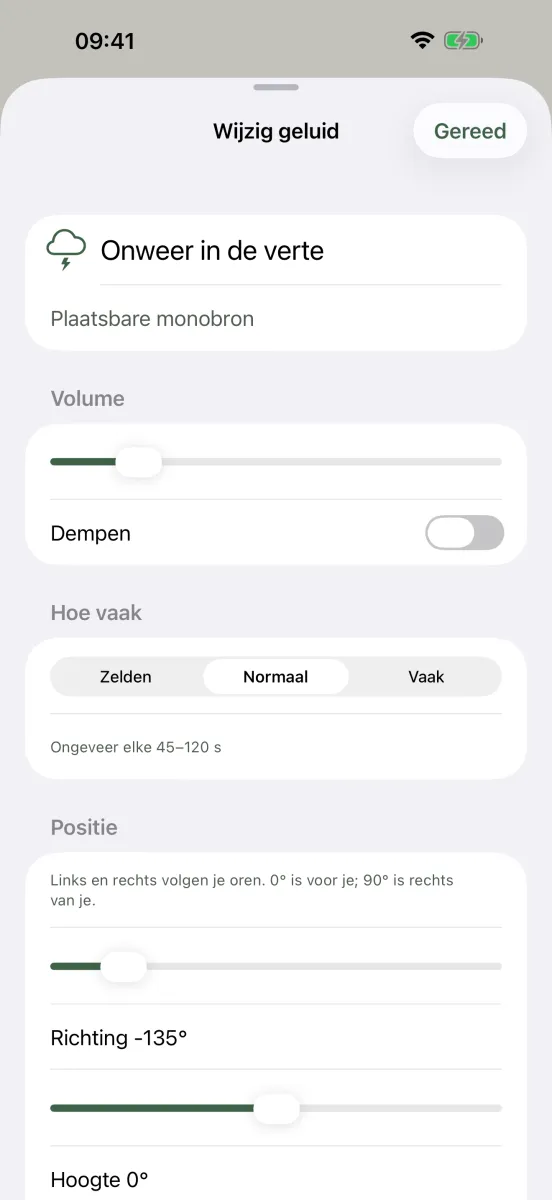 09:41
Wijzig geluid
Gereed
Onweer in de verte
Plaatsbare monobron
Volume
Dempen
Hoe vaak
Zelden
Normaal
Vaak
Ongeveer elke 45–120 s
Positie
Links en rechts volgen je oren. 0° is voor je; 90° is rechts
van je.
Richting -135°
Hoogte 0°